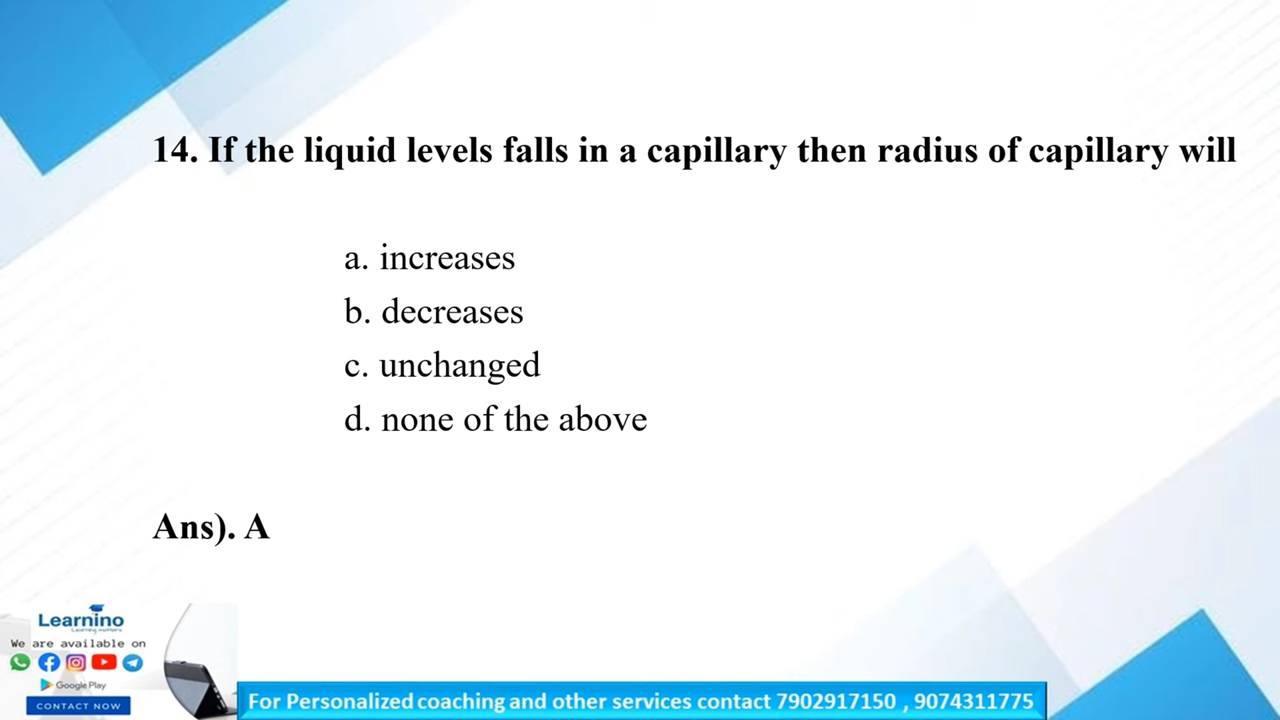 14. If the liquid levels falls in a capillary then radius of capillary will
a. increases
b. decreases
c. unchanged
d. none of the above
Ans). A
Learnino
Learning matters
We are available on
Google Play
CONTACT NOW
For Personalized coaching and other services contact 7902917150 , 9074311775